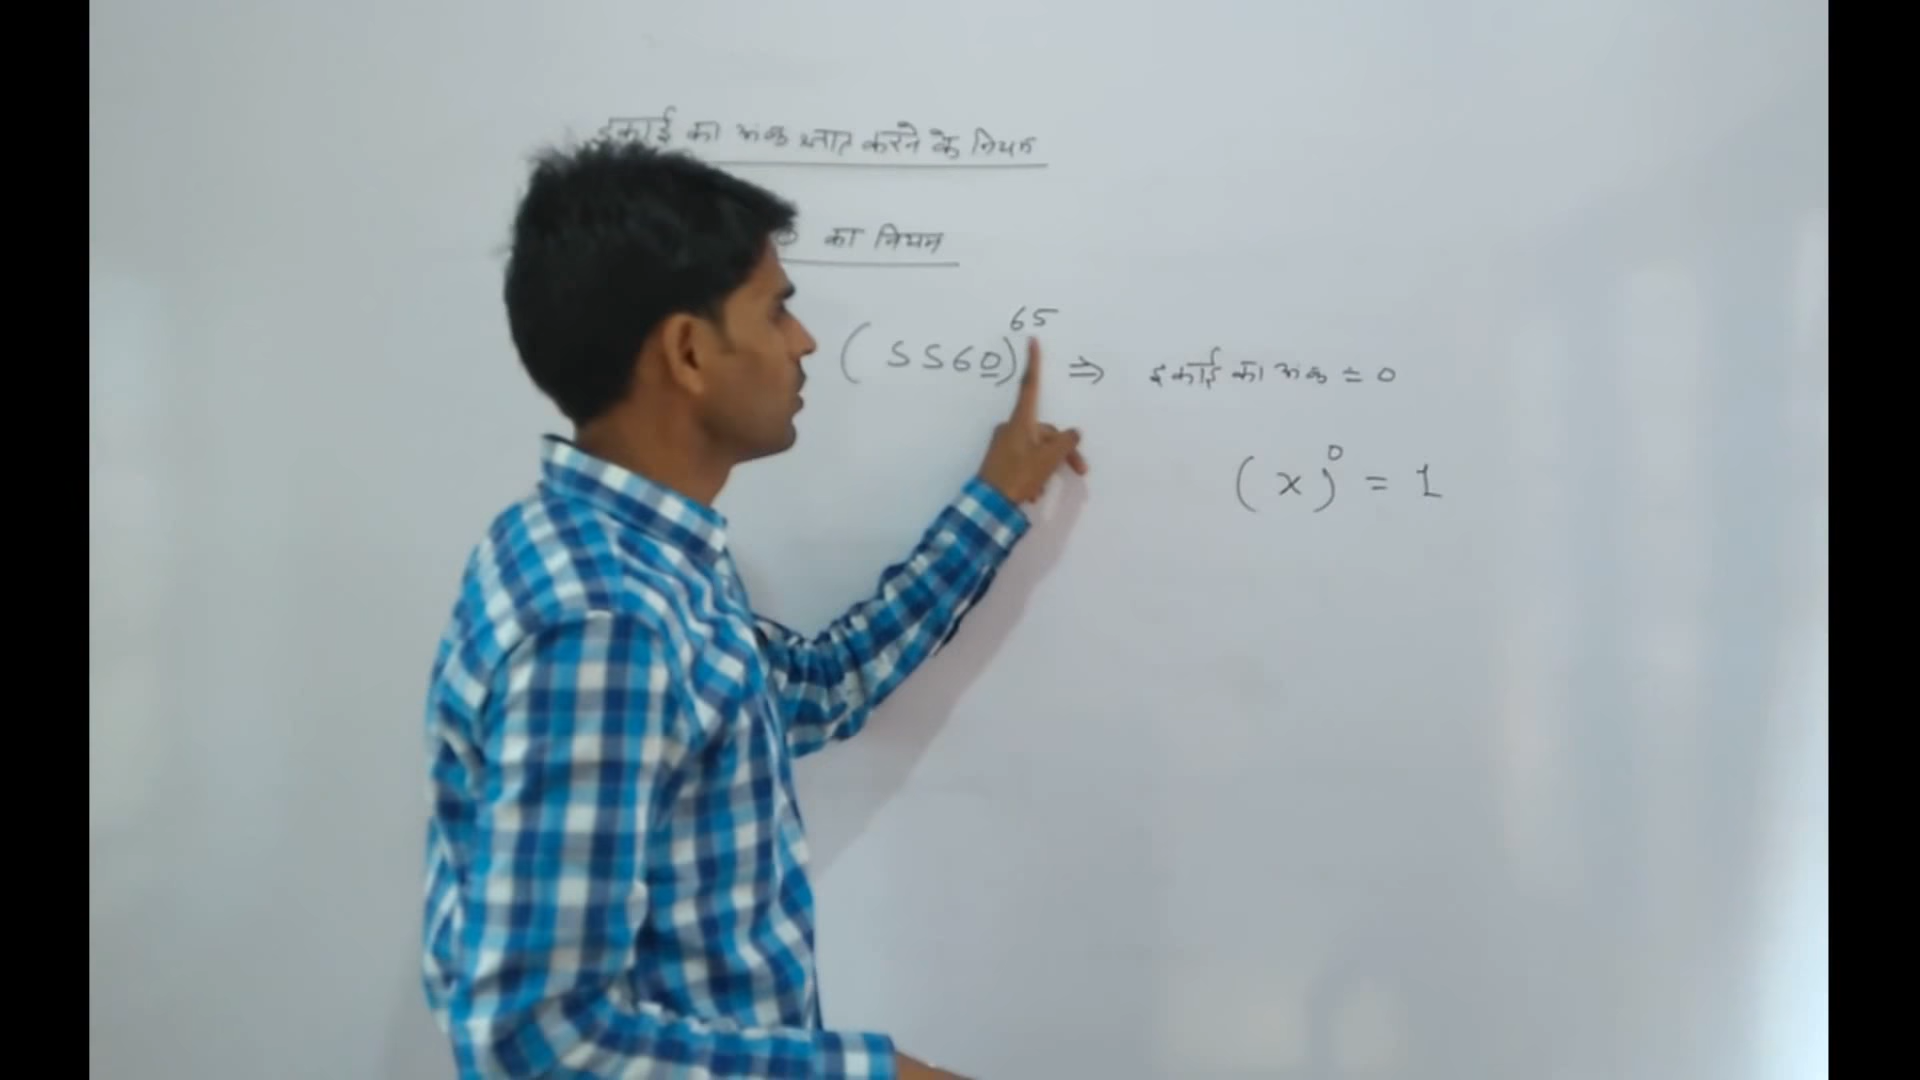 इकाई का अंक ज्ञात करने के नियम
का नियम
(5560)^65 ⇒ इकाई का अंक = 0
(x)^0 = 1